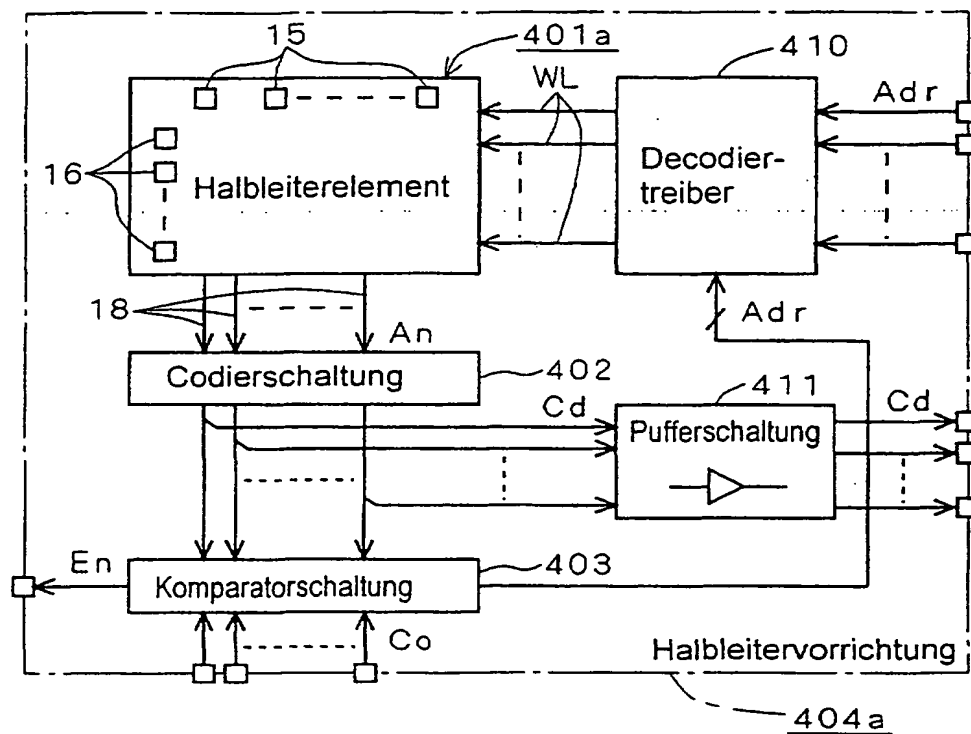 15
401a
410
WL
Adr
16
Halbleiterelement
Decodier-
treiber
18
An
Adr
Codierschaltung
402
411
Cd
Cd
Pufferschaltung
En
403
Komparatorschaltung
Co
Halbleitervorrichtung
404a